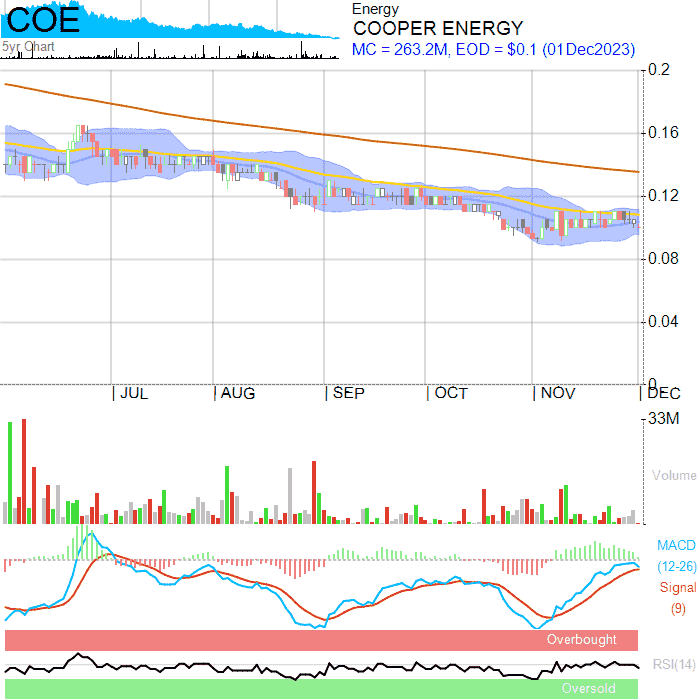 COE
5yr Chart
Energy
COOPER ENERGY
MC = 263.2M, EOD = $0.1 (01Dec2023)
0.2
0.16
0.12
0.08
0.04
0
JUL AUG SEP OCT NOV DEC
33M
Volume
MACD
(12-26)
Signal
(9)
Overbought
RSI(14)
Oversold